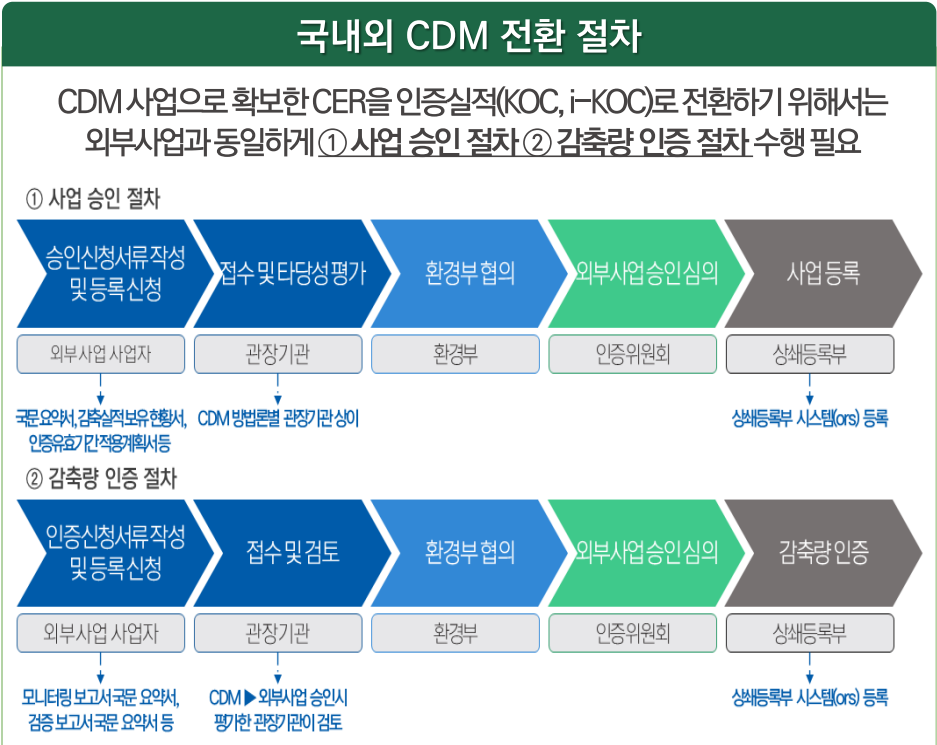 국내외 CDM 전환 절차
CDM 사업으로 확보한 CER을 인증실적(KOC, i-KOC)로 전환하기 위해서는
외부사업과 동일하게 ① 사업 승인 절차 ② 감축량 인증 절차 수행 필요
① 사업 승인 절차
승인신청서류 작성
및 등록 신청
접수 및 타당성 평가
환경부 협의
외부사업 승인 심의
사업 등록
외부사업 사업자
관장기관
환경부
인증위원회
상쇄등록부
국문 요약서, 감축실적 보유 현황서,
인증유효기간 적용계획서 등
CDM 방법론별 관장기관 상이
상쇄등록부 시스템(ors) 등록
② 감축량 인증 절차
인증신청서류 작성
및 등록 신청
접수 및 검토
환경부 협의
외부사업 승인 심의
감축량 인증
외부사업 사업자
관장기관
환경부
인증위원회
상쇄등록부
모니터링 보고서 국문 요약서,
검증 보고서 국문 요약서 등
CDM ▶ 외부사업 승인시
평가한 관장기관이 검토
상쇄등록부 시스템(ors) 등록